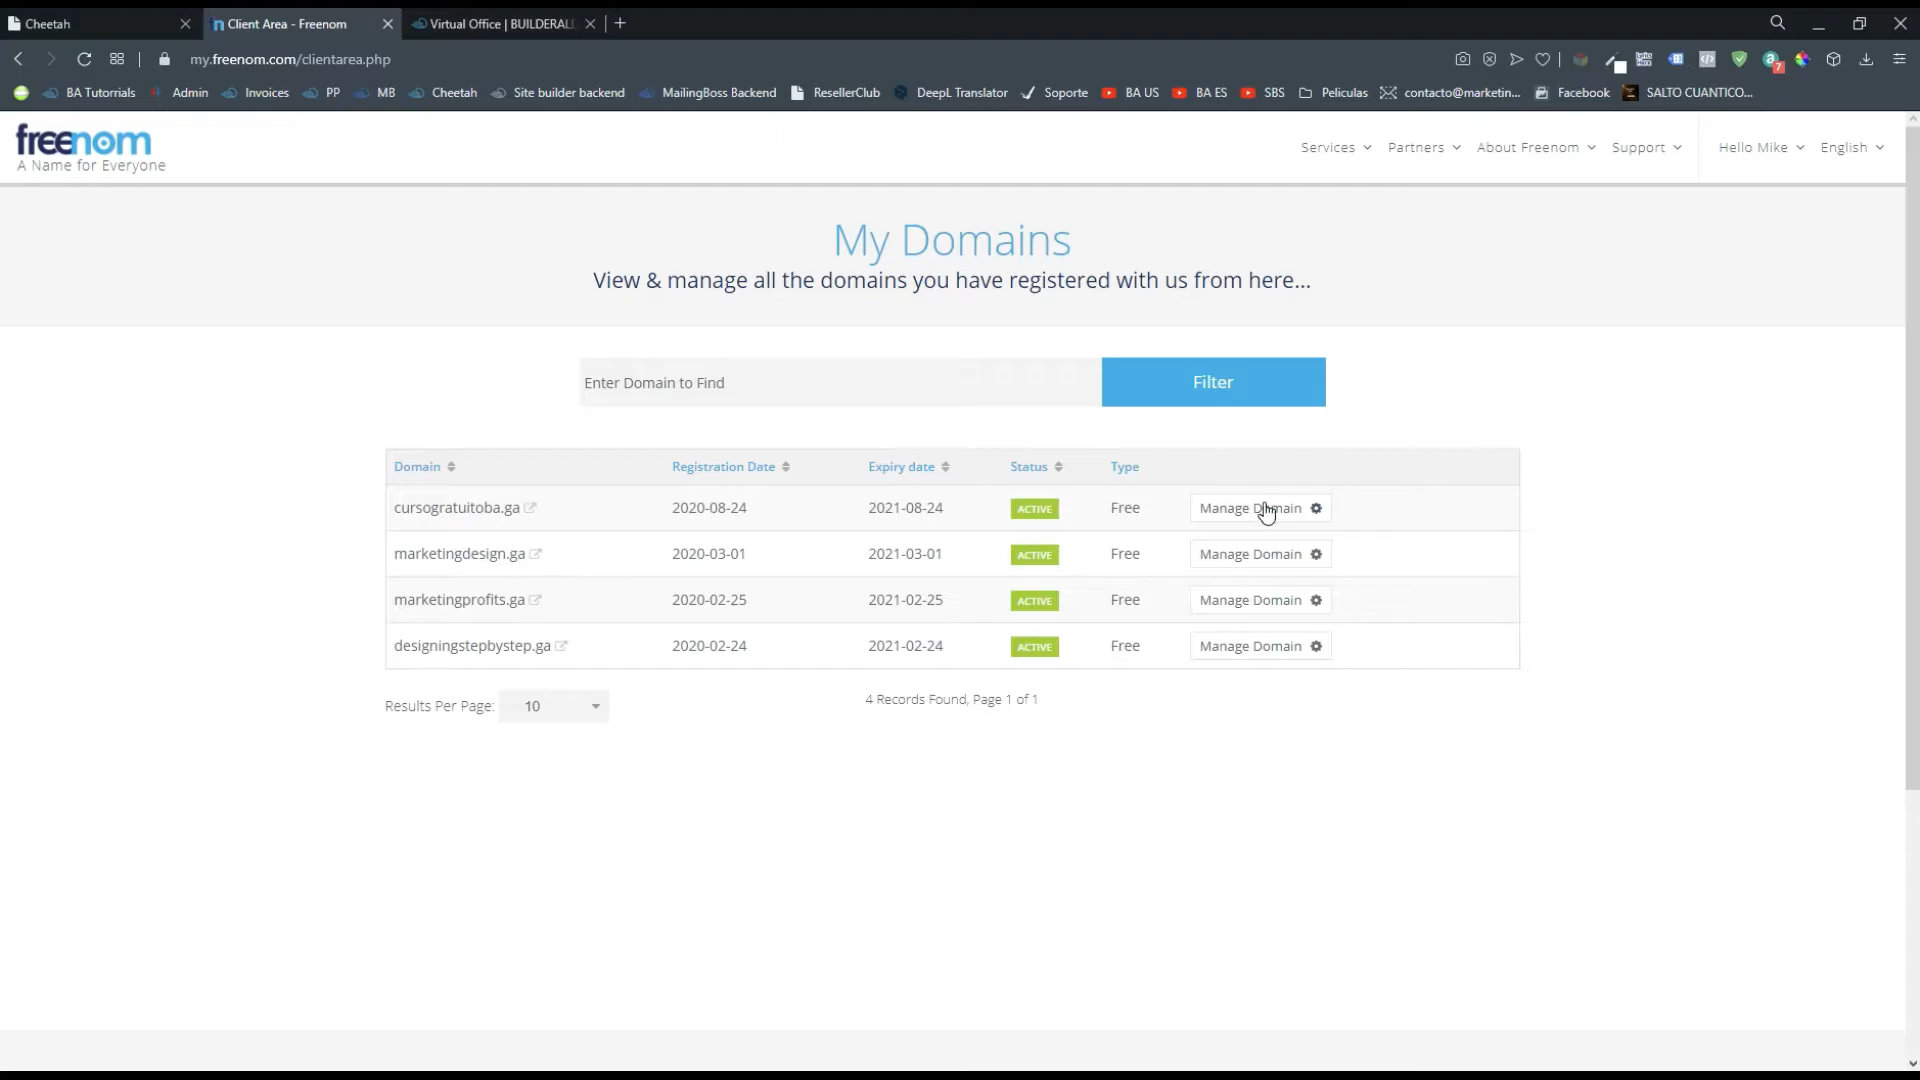 Cheetah
Client Area - Freenom
Virtual Office | BUILDERALL
my.freenom.com/clientarea.php
7
BA Tutorrials
Admin
Invoices
PP
MB
Cheetah
Site builder backend
MailingBoss Backend
ResellerClub
DeepL Translator
Soporte
BA US
BA ES
SBS
Peliculas
contacto@marketin...
Facebook
SALTO CUANTICO...
freenom
A Name for Everyone
Services
Partners
About Freenom
Support
Hello Mike
English
My Domains
View & manage all the domains you have registered with us from here...
Enter Domain to Find
Filter
Domain Registration Date Expiry date Status Type
cursogratuitoba.ga 2020-08-24 2021-08-24 ACTIVE Free Manage Domain
marketingdesign.ga 2020-03-01 2021-03-01 ACTIVE Free Manage Domain
marketingprofits.ga 2020-02-25 2021-02-25 ACTIVE Free Manage Domain
designingstepbystep.ga 2020-02-24 2021-02-24 ACTIVE Free Manage Domain
Results Per Page: 10
4 Records Found, Page 1 of 1